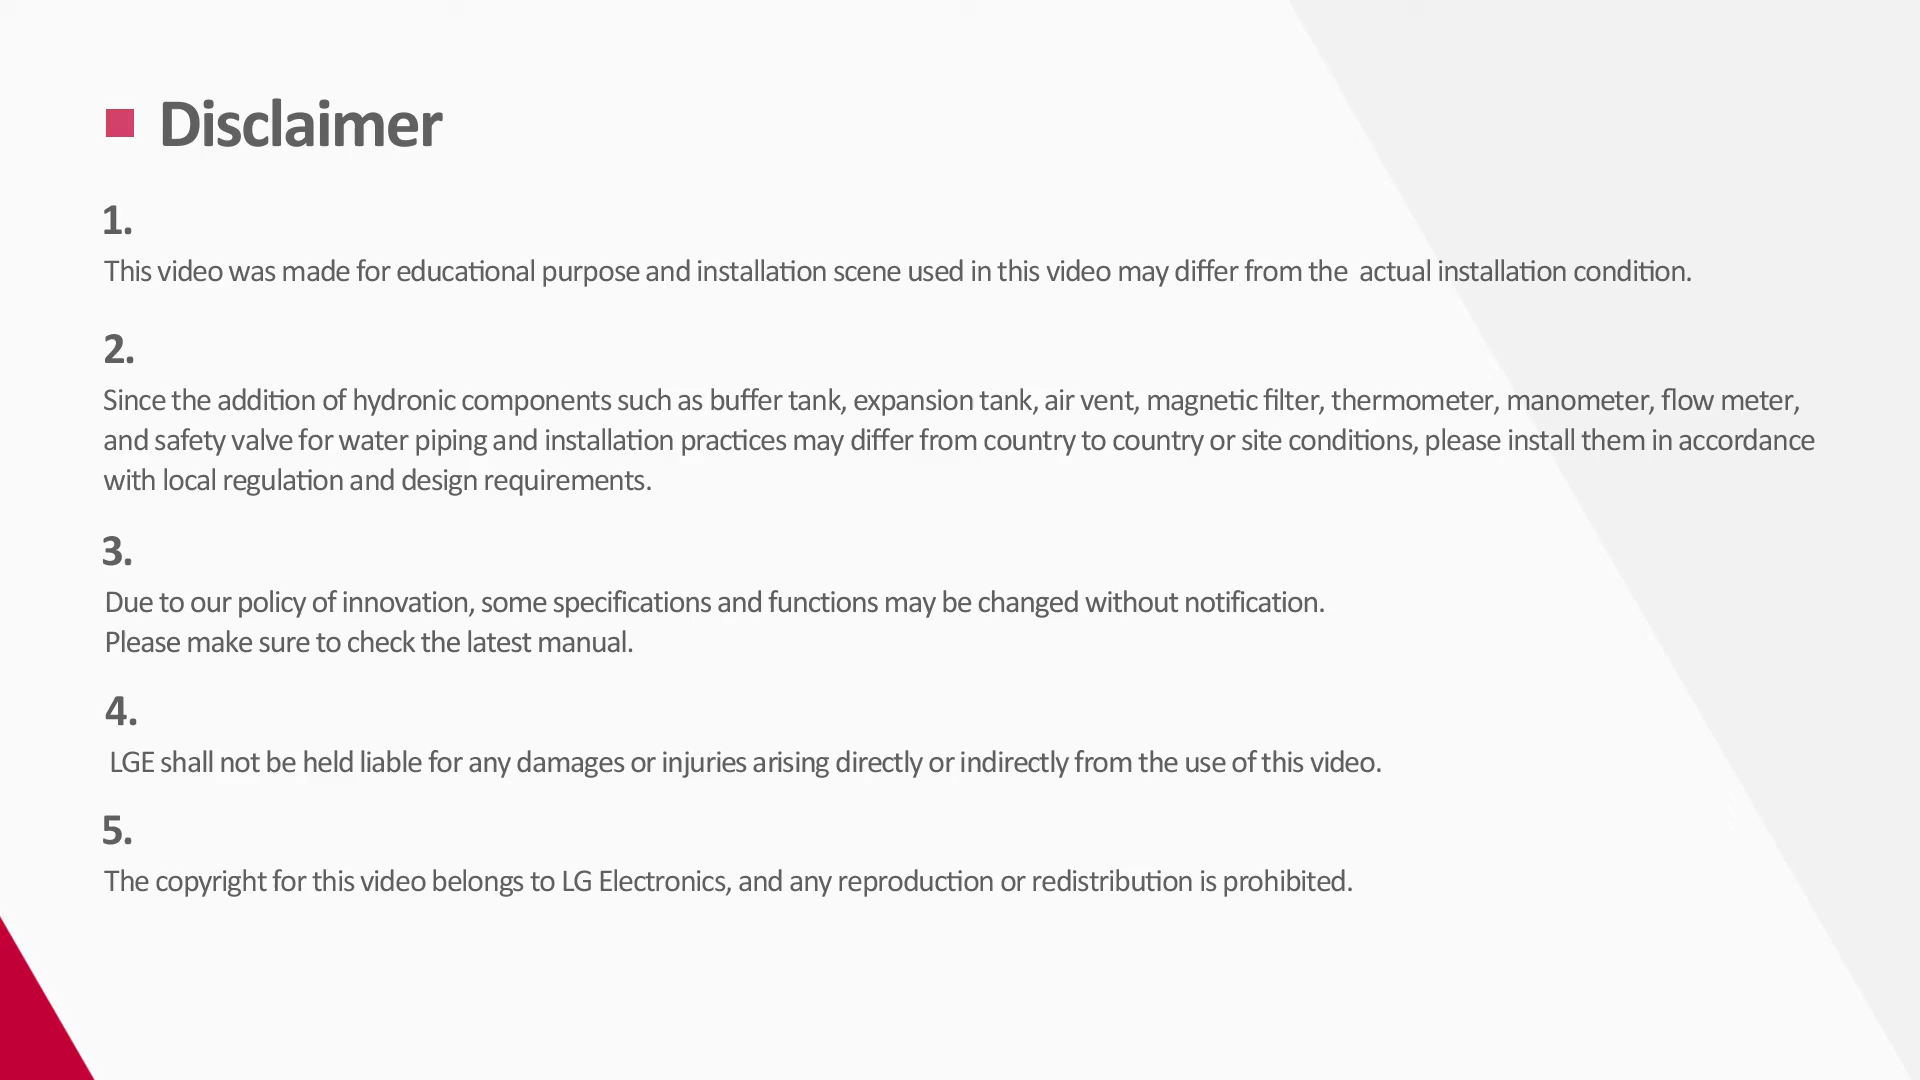 Disclaimer
1.
This video was made for educational purpose and installation scene used in this video may differ from the actual installation condition.
2.
Since the addition of hydronic components such as buffer tank, expansion tank, air vent, magnetic filter, thermometer, manometer, flow meter,
and safety valve for water piping and installation practices may differ from country to country or site conditions, please install them in accordance
with local regulation and design requirements.
3.
Due to our policy of innovation, some specifications and functions may be changed without notification.
Please make sure to check the latest manual.
4.
LGE shall not be held liable for any damages or injuries arising directly or indirectly from the use of this video.
5.
The copyright for this video belongs to LG Electronics, and any reproduction or redistribution is prohibited.